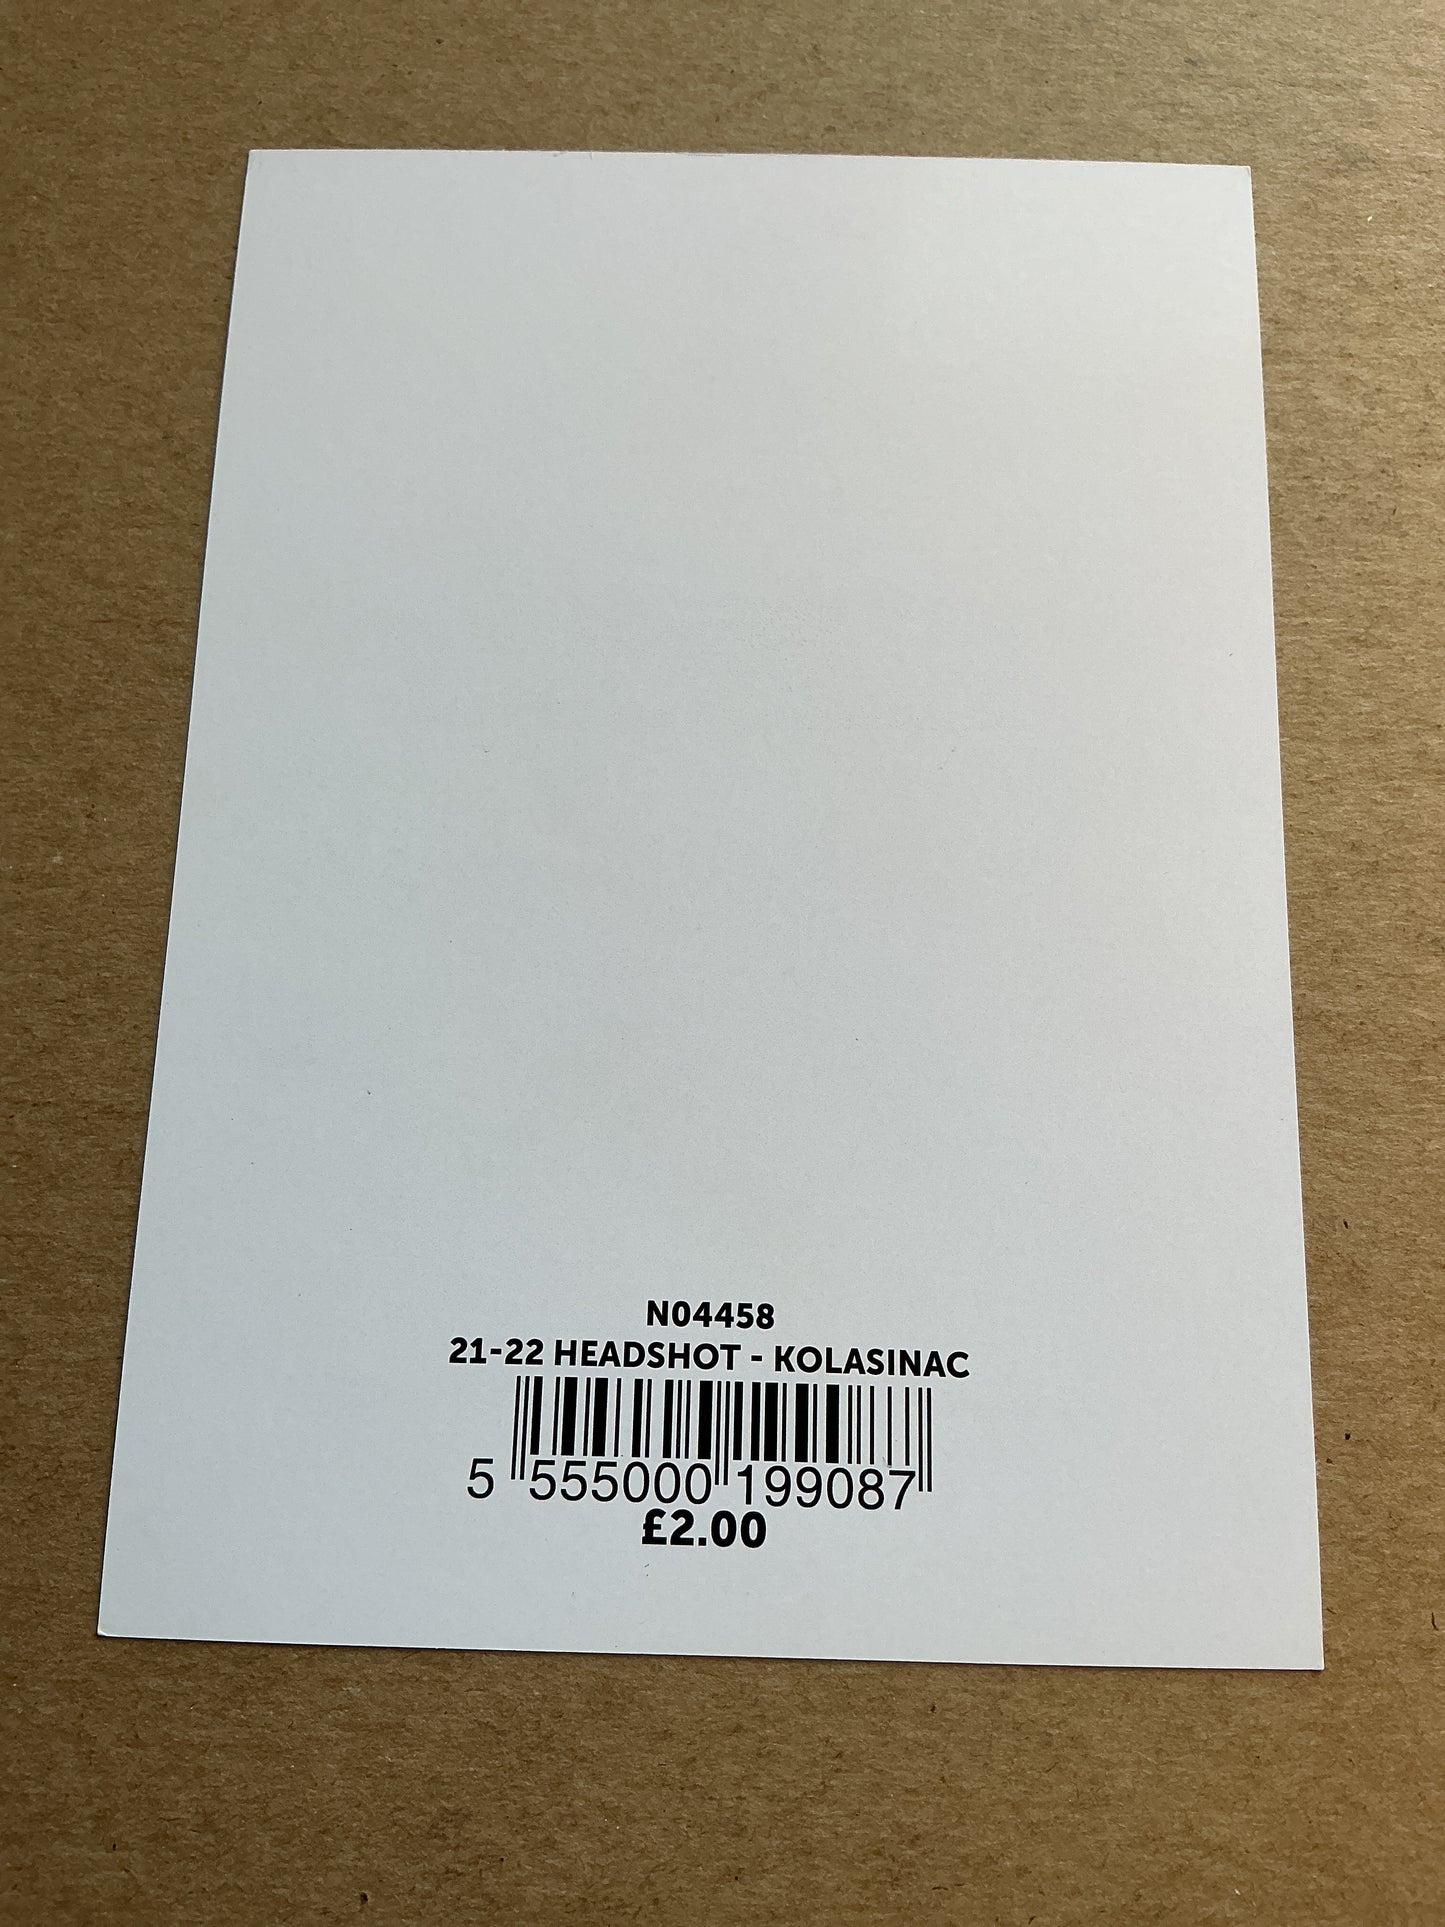 N04458
21-22 HEADSHOT - KOLASINAC
5 555000 199087
£2.00